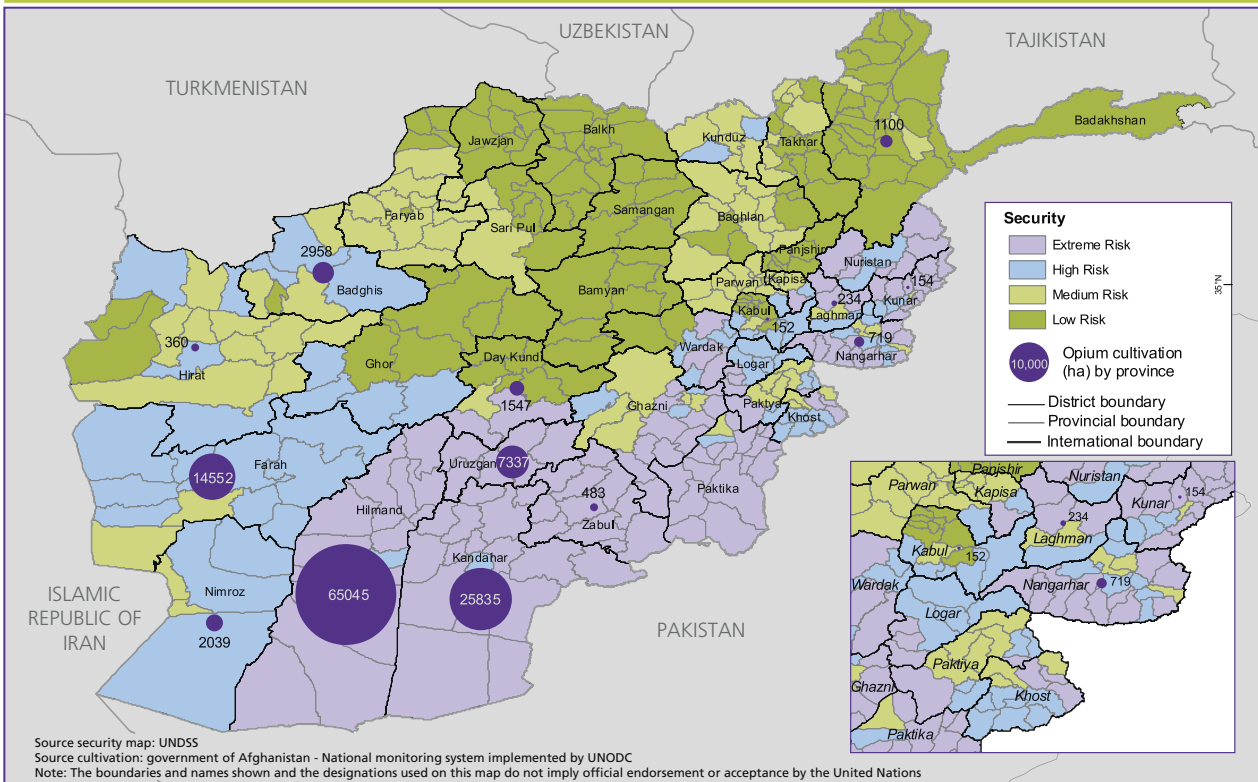 UZBEKISTAN
TAJIKISTAN
TURKMENISTAN
Badakhshan
1100
Balkh
Jawzjan
Kunduz
Takhar
Samangan
Faryab
Sari Pul
Baghlan
2958
Badghis
Panjshir
Nuristan
Parwan
Kapisa
154
Bamyan
234
Kunar
Kabul
Laghman
152
719
Nangarhar
360
Hirat
Wardak
Logar
Ghor
Day Kund
1547
Ghazni
Paktya
Khost
14552
Farah
Uruzgan
7337
483
Zabul
Paktika
Hilmand
Kandahar
65045
25835
Nimroz
2039
ISLAMIC
REPUBLIC OF
IRAN
PAKISTAN
35°N
Security
Extreme Risk
High Risk
Medium Risk
Low Risk
10,000
Opium cultivation
(ha) by province
District boundary
Provincial boundary
International boundary
Panjshir
Nuristan
Parwan
Kapisa
Kunar
154
234
Laghman
Kabul
152
Wardak
Nangarhar
719
Logar
Paktiya
Ghazni
Khost
Paktika
Source security map: UNDSS
Source cultivation: government of Afghanistan - National monitoring system implemented by UNODC
Note: The boundaries and names shown and the designations used on this map do not imply official endorsement or acceptance by the United Nations